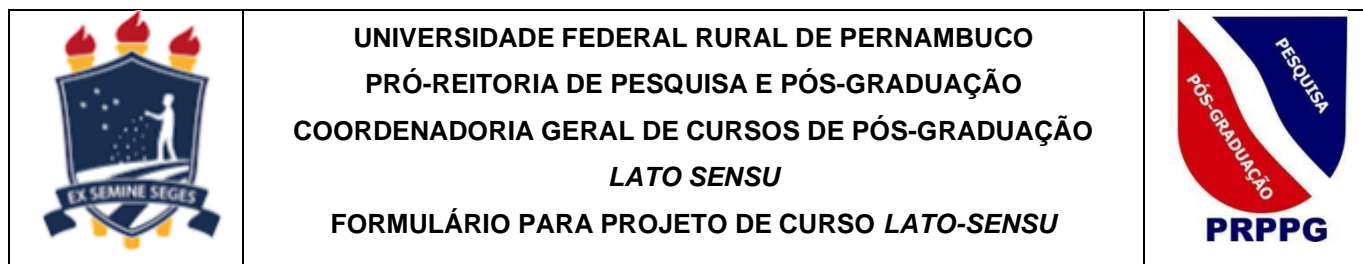 EX SEMINE SEGES
UNIVERSIDADE FEDERAL RURAL DE PERNAMBUCO
PRÓ-REITORIA DE PESQUISA E PÓS-GRADUAÇÃO
COORDENADORIA GERAL DE CURSOS DE PÓS-GRADUAÇÃO
LATO SENSU
FORMULÁRIO PARA PROJETO DE CURSO LATO-SENSU
PESQUISA
PÓS-GRADUAÇÃO
PRPPG